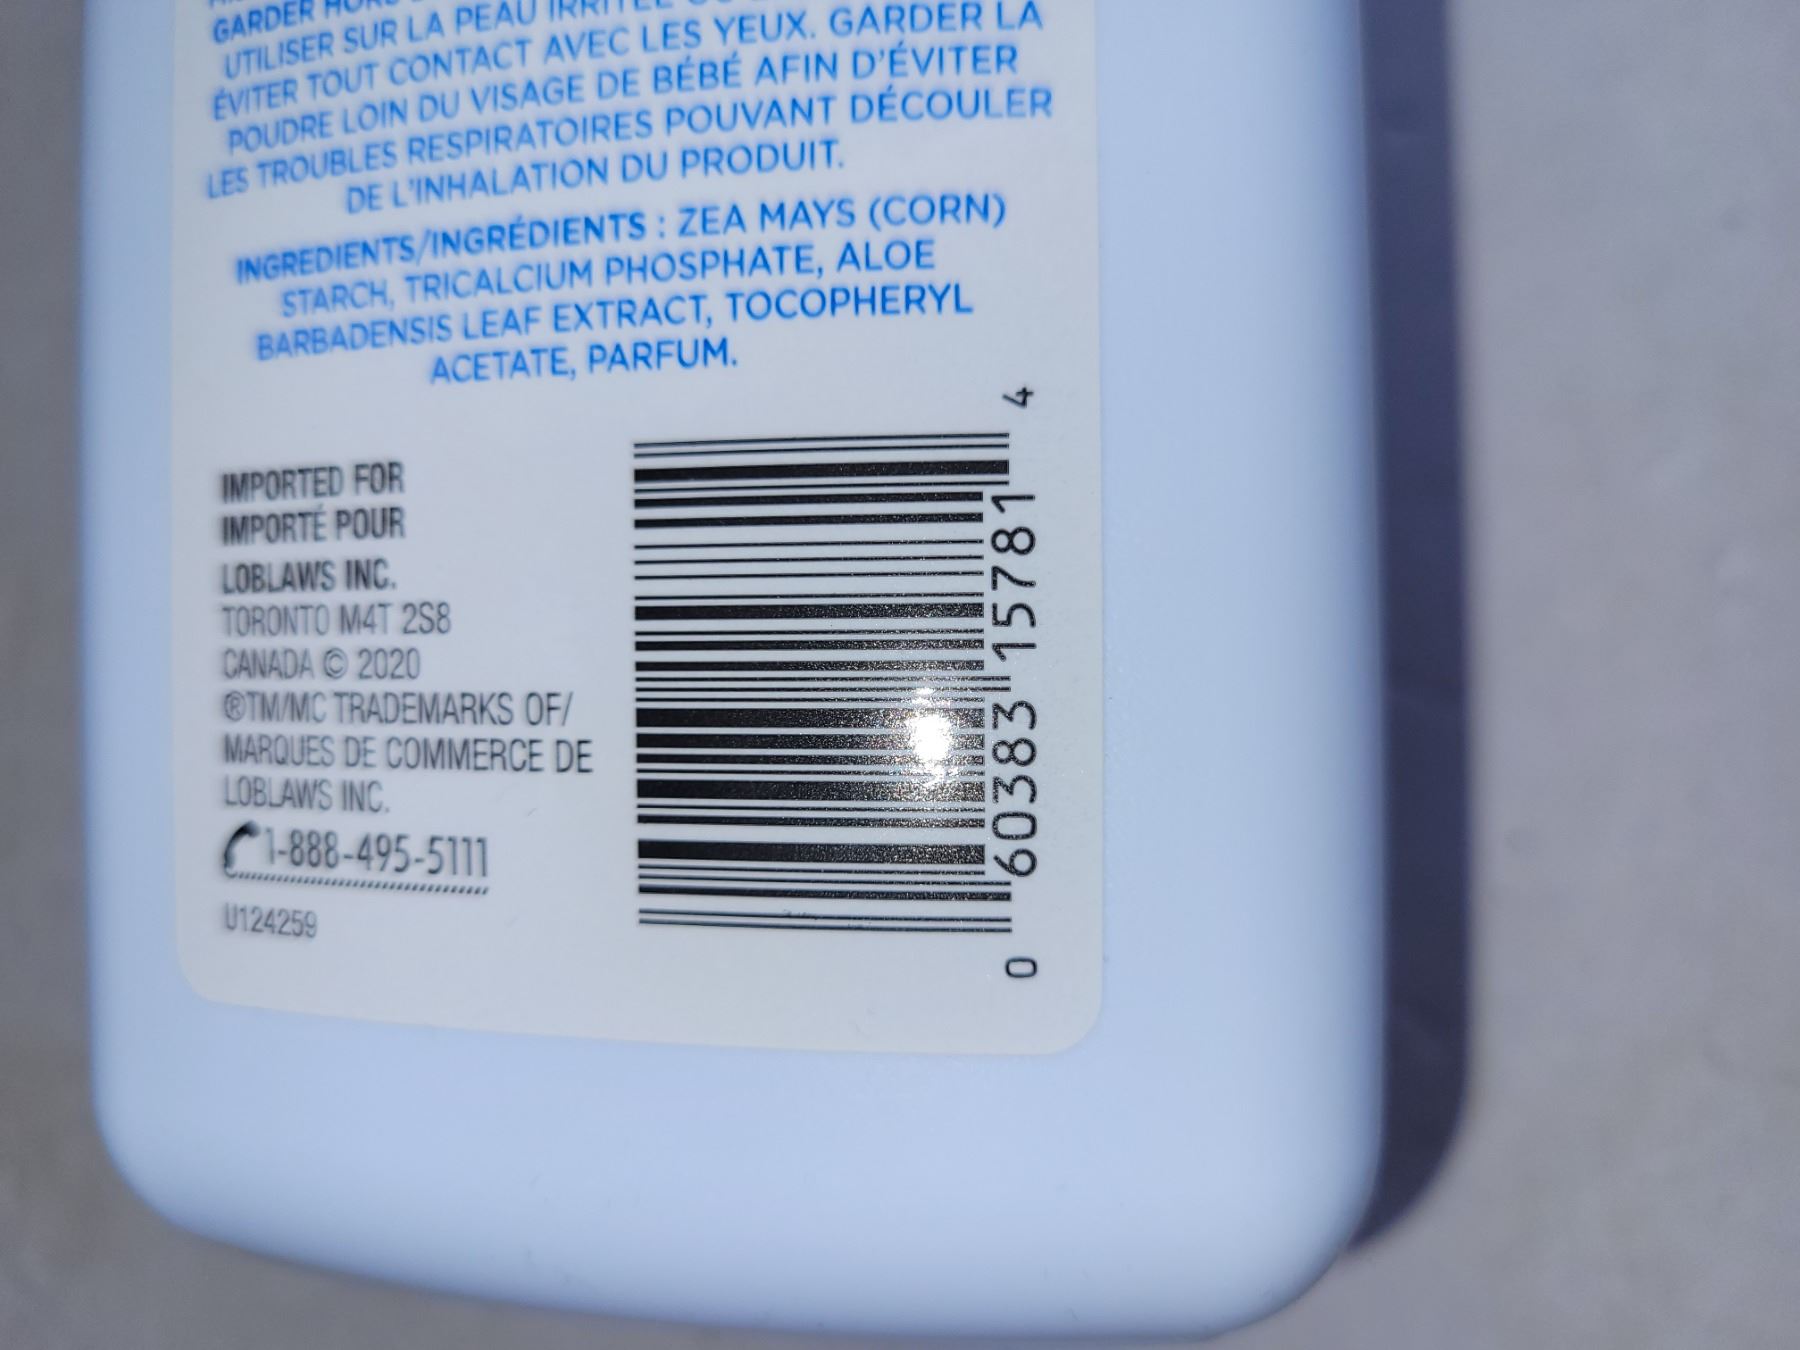 GARDER HORS
UTILISER SUR LA PEAU IRRITÉE
ÉVITER TOUT CONTACT AVEC LES YEUX. GARDER LA
POUDRE LOIN DU VISAGE DE BÉBÉ AFIN D'ÉVITER
LES TROUBLES RESPIRATOIRES POUVANT DÉCOULER
DE L'INHALATION DU PRODUIT.
INGREDIENTS/INGRÉDIENTS : ZEA MAYS (CORN)
STARCH, TRICALCIUM PHOSPHATE, ALOE
BARBADENSIS LEAF EXTRACT, TOCOPHERYL
ACETATE, PARFUM.
IMPORTED FOR
IMPORTÉ POUR
LOBLAWS INC.
TORONTO M4T 2S8
CANADA © 2020
®TM/MC TRADEMARKS OF/
MARQUES DE COMMERCE DE
LOBLAWS INC.
1-888-495-5111
U124259
0 60383 15781 4